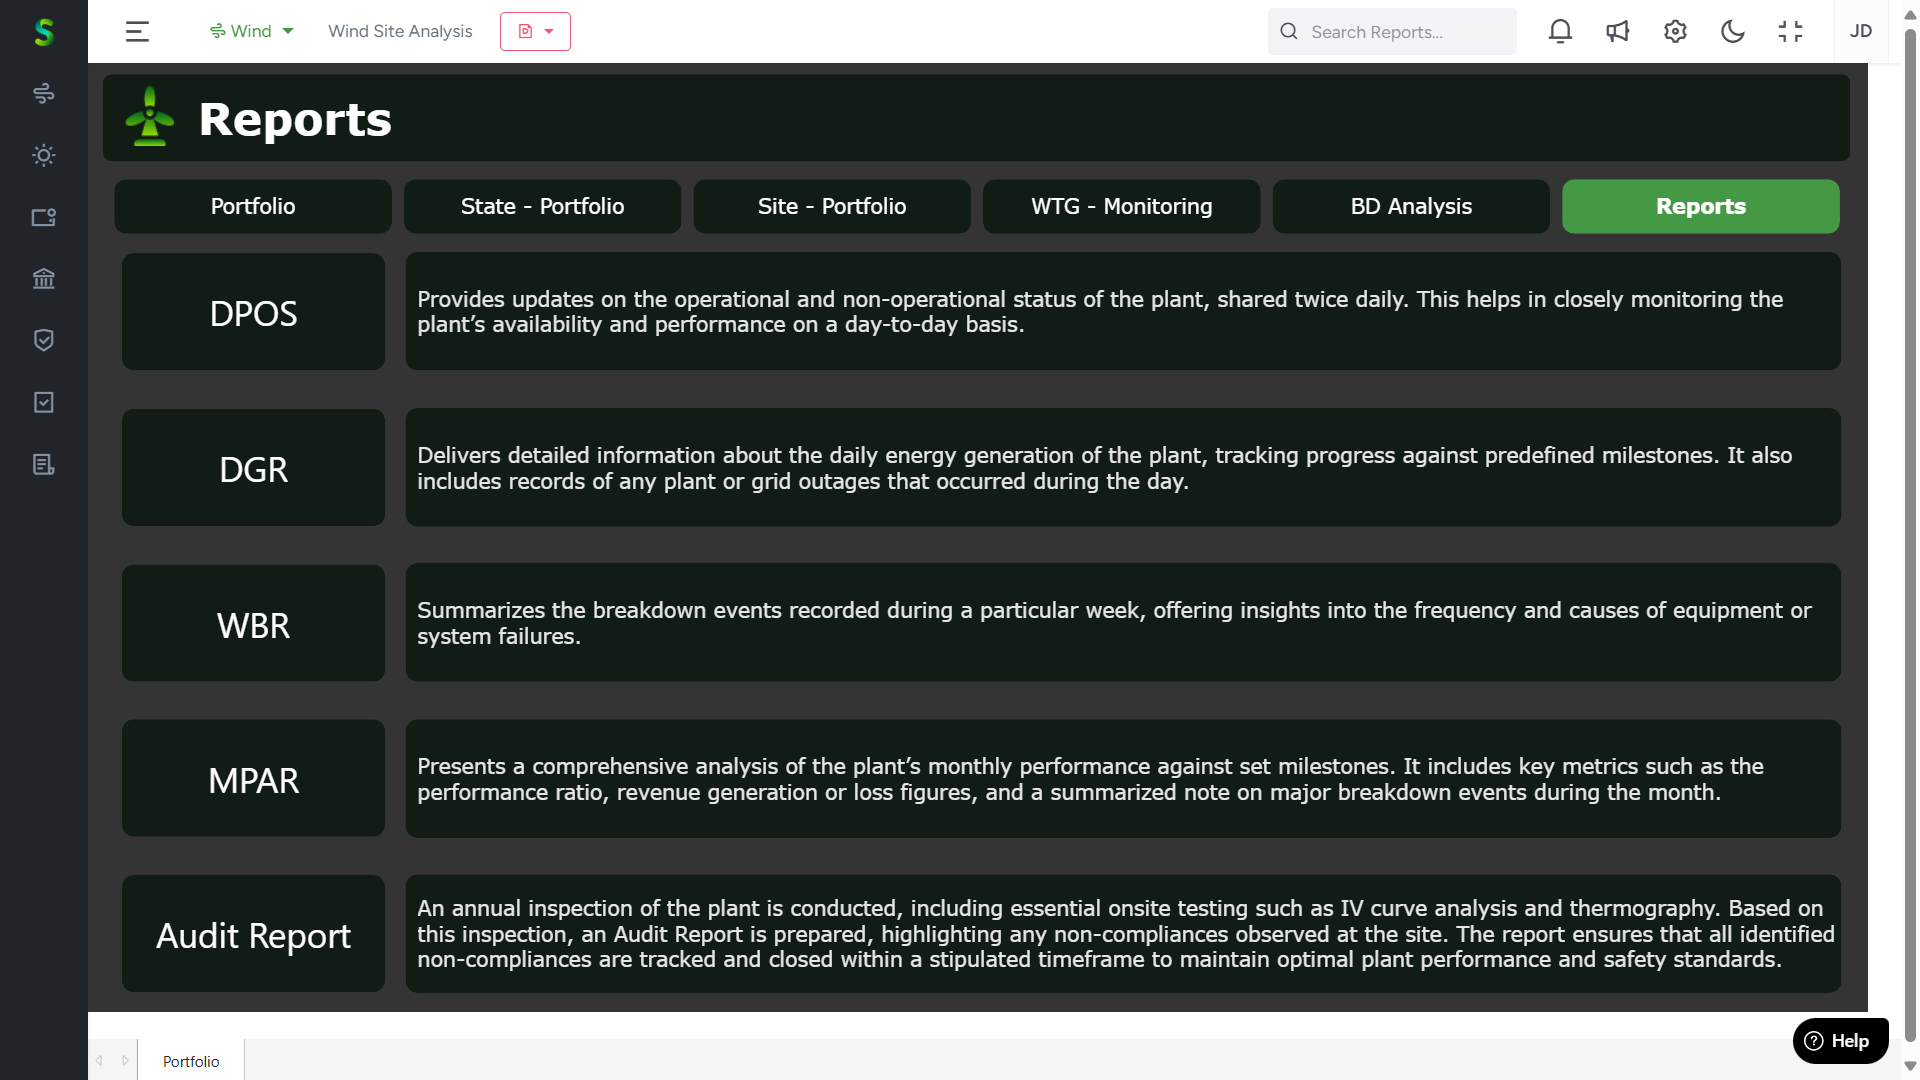 Wind
Wind Site Analysis
Search Reports...
JD
Reports
Portfolio
State - Portfolio
Site - Portfolio
WTG - Monitoring
BD Analysis
Reports
DPOS
Provides updates on the operational and non-operational status of the plant, shared twice daily. This helps in closely monitoring the
plant’s availability and performance on a day-to-day basis.
DGR
Delivers detailed information about the daily energy generation of the plant, tracking progress against predefined milestones. It also
includes records of any plant or grid outages that occurred during the day.
WBR
Summarizes the breakdown events recorded during a particular week, offering insights into the frequency and causes of equipment or
system failures.
MPAR
Presents a comprehensive analysis of the plant’s monthly performance against set milestones. It includes key metrics such as the
performance ratio, revenue generation or loss figures, and a summarized note on major breakdown events during the month.
Audit Report
An annual inspection of the plant is conducted, including essential onsite testing such as IV curve analysis and thermography. Based on
this inspection, an Audit Report is prepared, highlighting any non-compliances observed at the site. The report ensures that all identified
non-compliances are tracked and closed within a stipulated timeframe to maintain optimal plant performance and safety standards.
Help
Portfolio